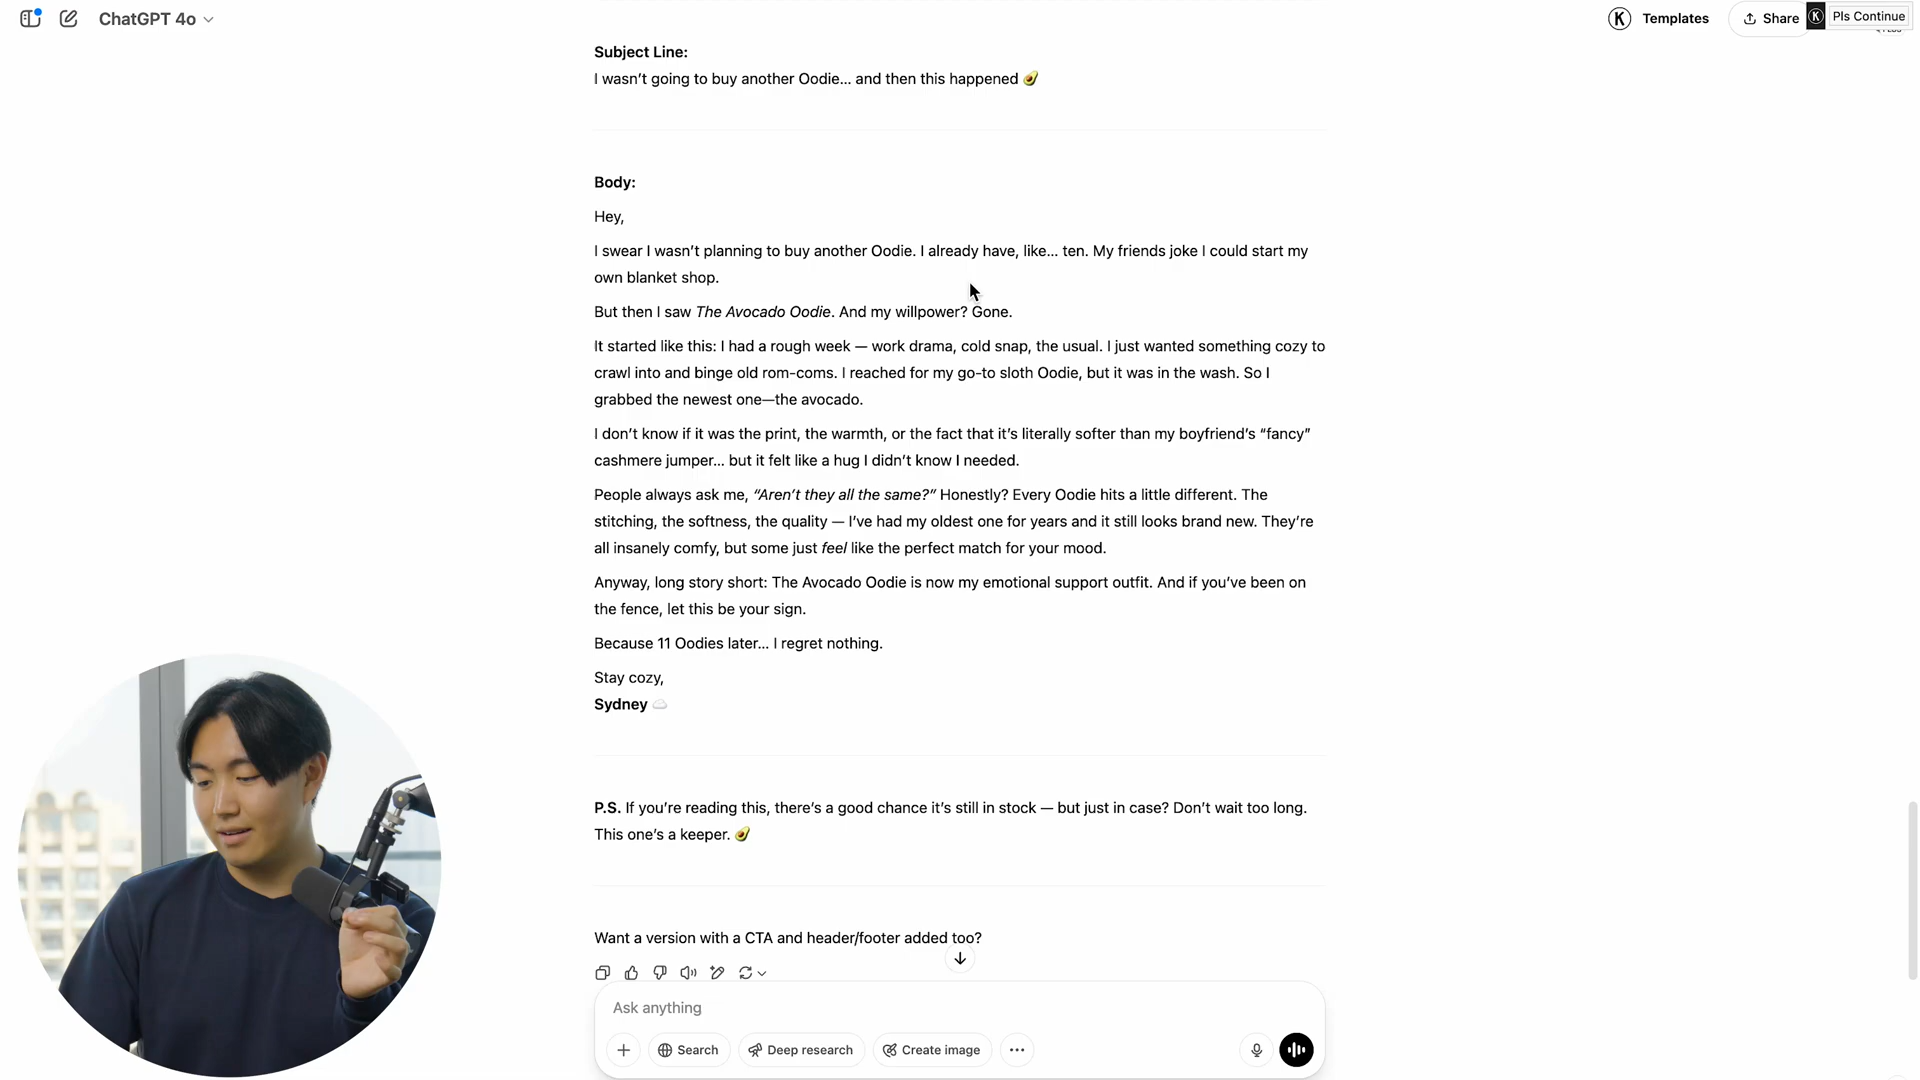 ChatGPT 4o
Templates
Share
Pls Continue
Subject Line:
I wasn’t going to buy another Oodie... and then this happened 🥑
Body:
Hey,
I swear I wasn’t planning to buy another Oodie. I already have, like... ten. My friends joke I could start my
own blanket shop.
But then I saw The Avocado Oodie. And my willpower? Gone.
It started like this: I had a rough week — work drama, cold snap, the usual. I just wanted something cozy to
crawl into and binge old rom-coms. I reached for my go-to sloth Oodie, but it was in the wash. So I
grabbed the newest one—the avocado.
I don’t know if it was the print, the warmth, or the fact that it’s literally softer than my boyfriend’s “fancy”
cashmere jumper... but it felt like a hug I didn’t know I needed.
People always ask me, “Aren’t they all the same?” Honestly? Every Oodie hits a little different. The
stitching, the softness, the quality — I’ve had my oldest one for years and it still looks brand new. They’re
all insanely comfy, but some just feel like the perfect match for your mood.
Anyway, long story short: The Avocado Oodie is now my emotional support outfit. And if you’ve been on
the fence, let this be your sign.
Because 11 Oodies later... I regret nothing.
Stay cozy,
Sydney ☁️
P.S. If you’re reading this, there’s a good chance it’s still in stock — but just in case? Don’t wait too long.
This one’s a keeper. 🥑
Want a version with a CTA and header/footer added too?
Ask anything
Search
Deep research
Create image